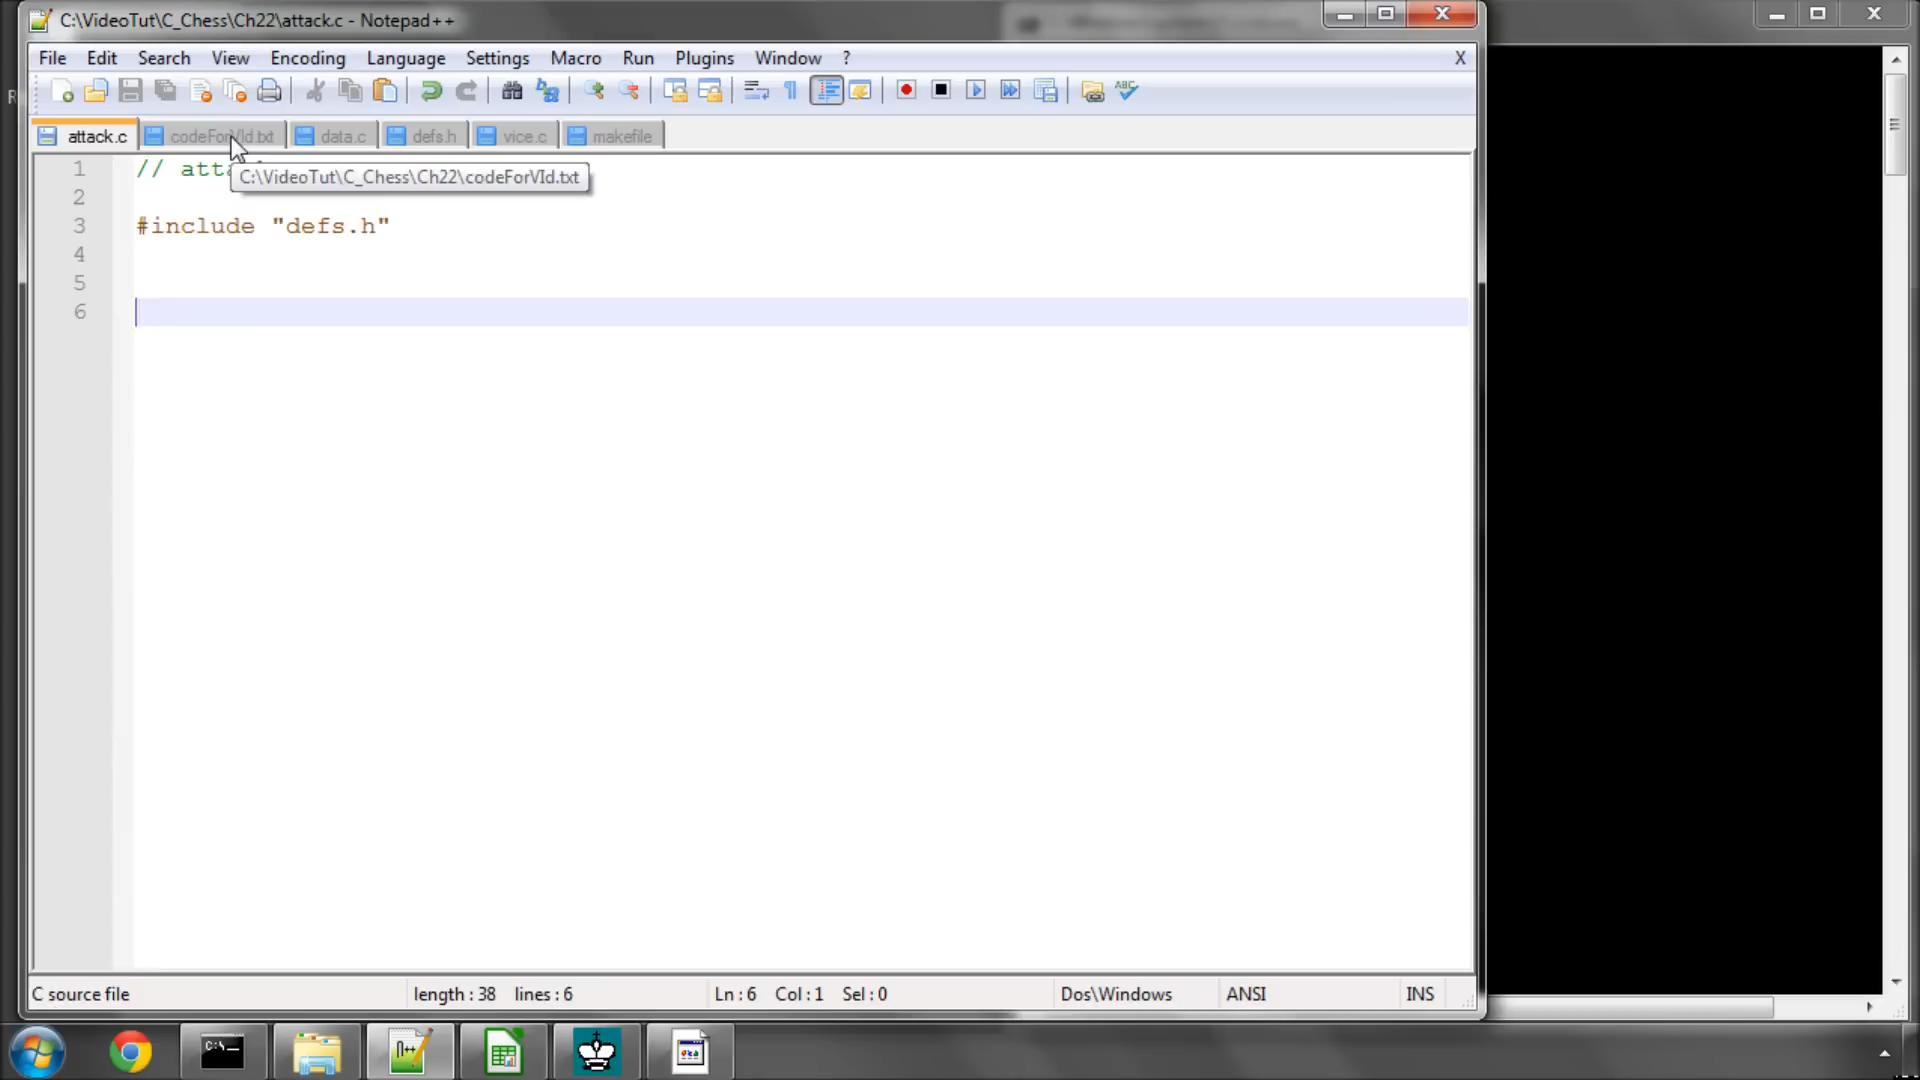 C:\VideoTut\C_Chess\Ch22\attack.c - Notepad++
File Edit Search View Encoding Language Settings Macro Run Plugins Window ? X
attack.c codeForVId.txt data.c defs.h vice.c makefile
1 // att
C:\VideoTut\C_Chess\Ch22\codeForVId.txt
2
3 #include "defs.h"
4
5
6
C source file length : 38 lines : 6 Ln : 6 Col : 1 Sel : 0 Dos\Windows ANSI INS